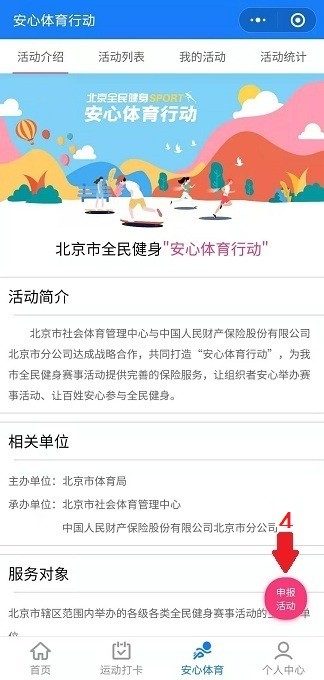 安心体育行动
活动介绍 活动列表 我的活动 活动统计
北京全民健身SPORT
安心体育行动
北京市全民健身"安心体育行动"
活动简介
北京市社会体育管理中心与中国人民财产保险股份有限公司
北京市分公司达成战略合作，共同打造“安心体育行动”，为我
市全民健身赛事活动提供完善的保险服务，让组织者安心举办赛
事活动、让百姓安心参与全民健身。
相关单位
主办单位：北京市体育局
承办单位：北京市社会体育管理中心
中国人民财产保险股份有限公司北京市分公司
4
服务对象
申报
活动
北京市辖区范围内举办的各级各类全民健身赛事活动的主
单
位
首页 运动打卡 安心体育 个人中心